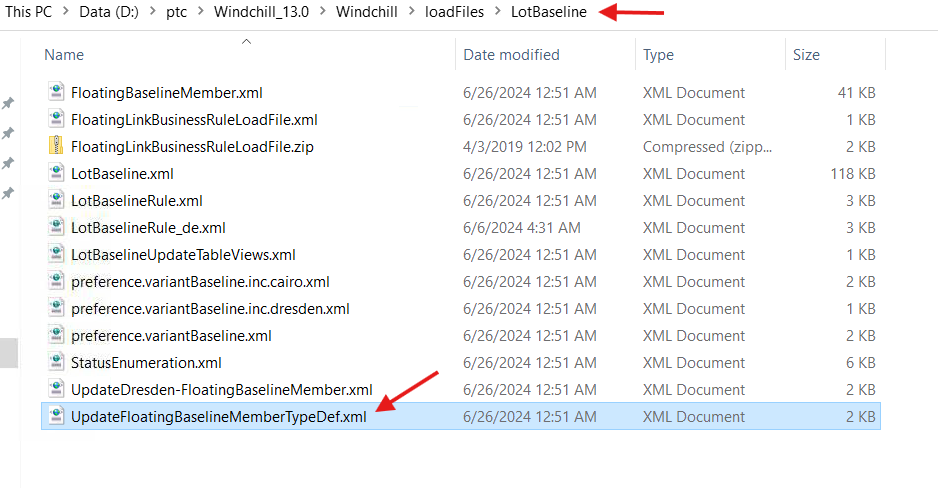 This PC > Data (D:) > ptc > Windchill_13.0 > Windchill > loadFiles > LotBaseline
Name Date modified Type Size
FloatingBaselineMember.xml 6/26/2024 12:51 AM XML Document 41 KB
FloatingLinkBusinessRuleLoadFile.xml 6/26/2024 12:51 AM XML Document 1 KB
FloatingLinkBusinessRuleLoadFile.zip 4/3/2019 12:02 PM Compressed (zipp... 2 KB
LotBaseline.xml 6/26/2024 12:51 AM XML Document 118 KB
LotBaselineRule.xml 6/26/2024 12:51 AM XML Document 3 KB
LotBaselineRule_de.xml 6/6/2024 4:31 AM XML Document 3 KB
LotBaselineUpdateTableViews.xml 6/26/2024 12:51 AM XML Document 1 KB
preference.variantBaseline.inc.cairo.xml 6/26/2024 12:51 AM XML Document 2 KB
preference.variantBaseline.inc.dresden.xml 6/26/2024 12:51 AM XML Document 1 KB
preference.variantBaseline.xml 6/26/2024 12:51 AM XML Document 2 KB
StatusEnumeration.xml 6/26/2024 12:51 AM XML Document 6 KB
UpdateDresden-FloatingBaselineMember.xml 6/26/2024 12:51 AM XML Document 2 KB
UpdateFloatingBaselineMemberTypeDef.xml 6/26/2024 12:51 AM XML Document 2 KB